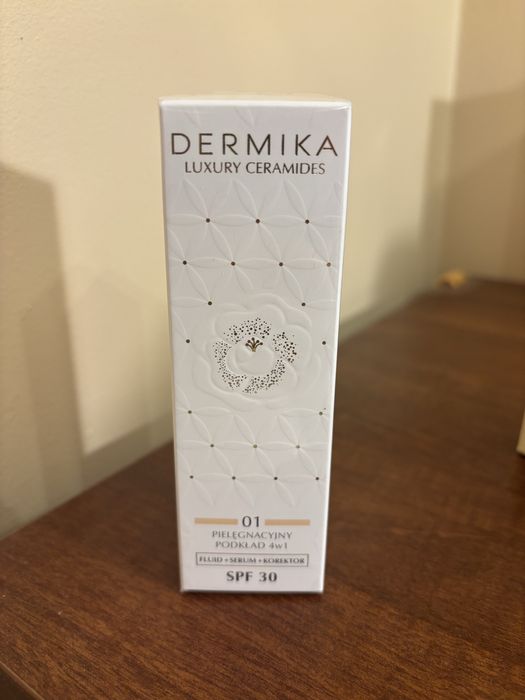 DERMIKA
LUXURY CERAMIDES
01
PIELĘGNACYJNY
PODKŁAD 4w1
FLUID + SERUM + KOREKTOR
SPF 30